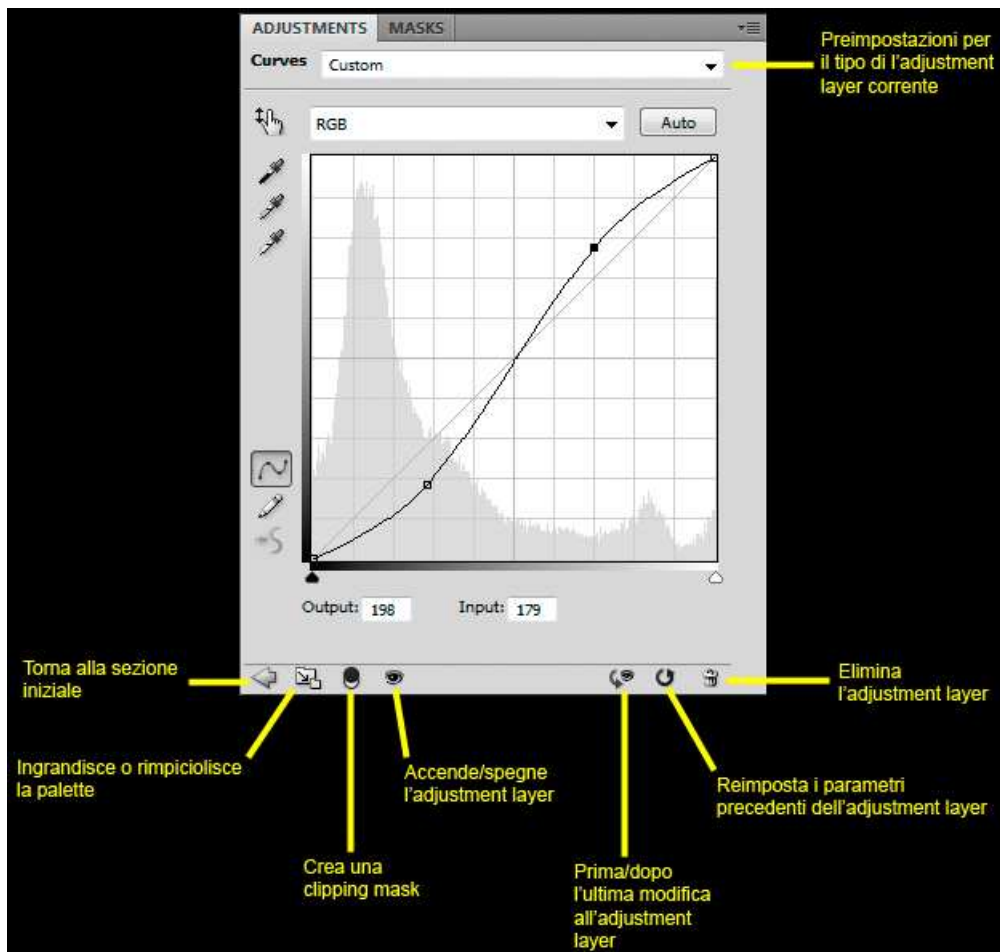 ADJUSTMENTS MASKS
Curves Custom
Preimpostazioni per
il tipo di l'adjustment
layer corrente
RGB Auto
Output: 198 Input: 179
Torna alla sezione
iniziale
Elimina
l'adjustment layer
Ingrandisce o rimpiciolisce
la palette
Accende/spegne
l'adjustment layer
Reimposta i parametri
precedenti dell'adjustment layer
Crea una
clipping mask
Prima/dopo
l'ultima modifica
all'adjustment
layer